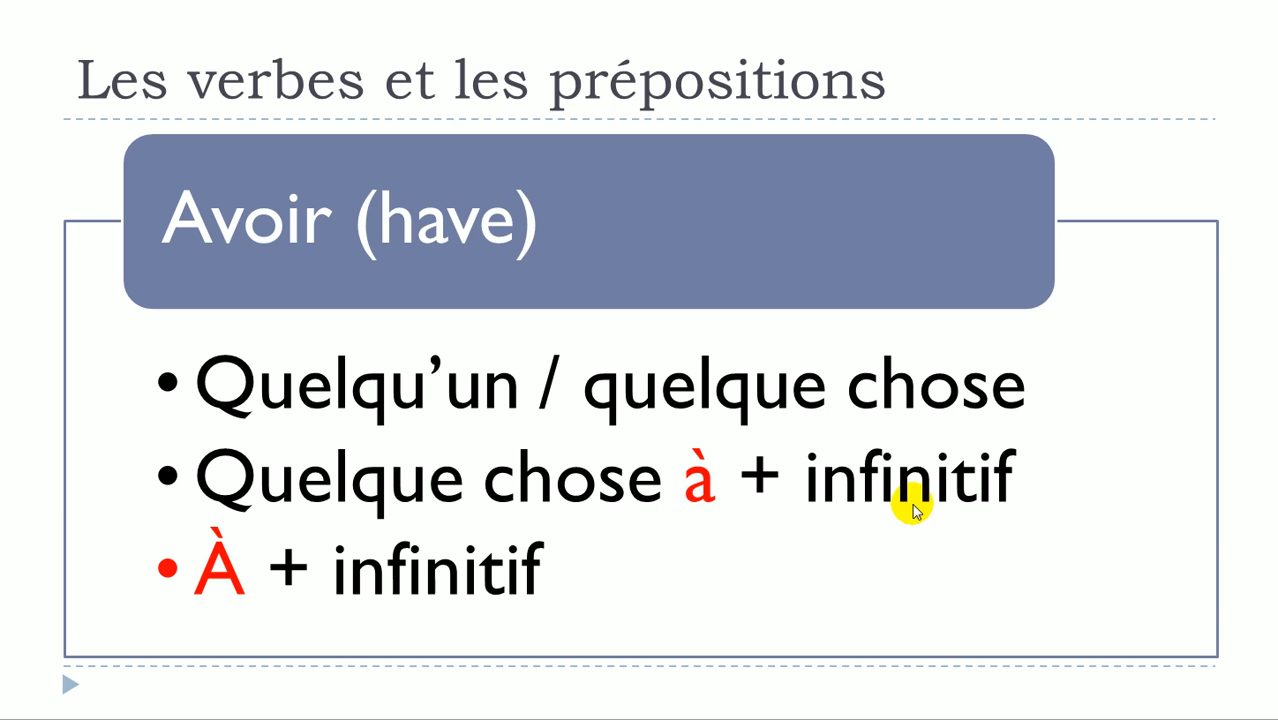 Les verbes et les prépositions
Avoir (have)
• Quelqu’un / quelque chose
• Quelque chose à + infinitif
• À + infinitif